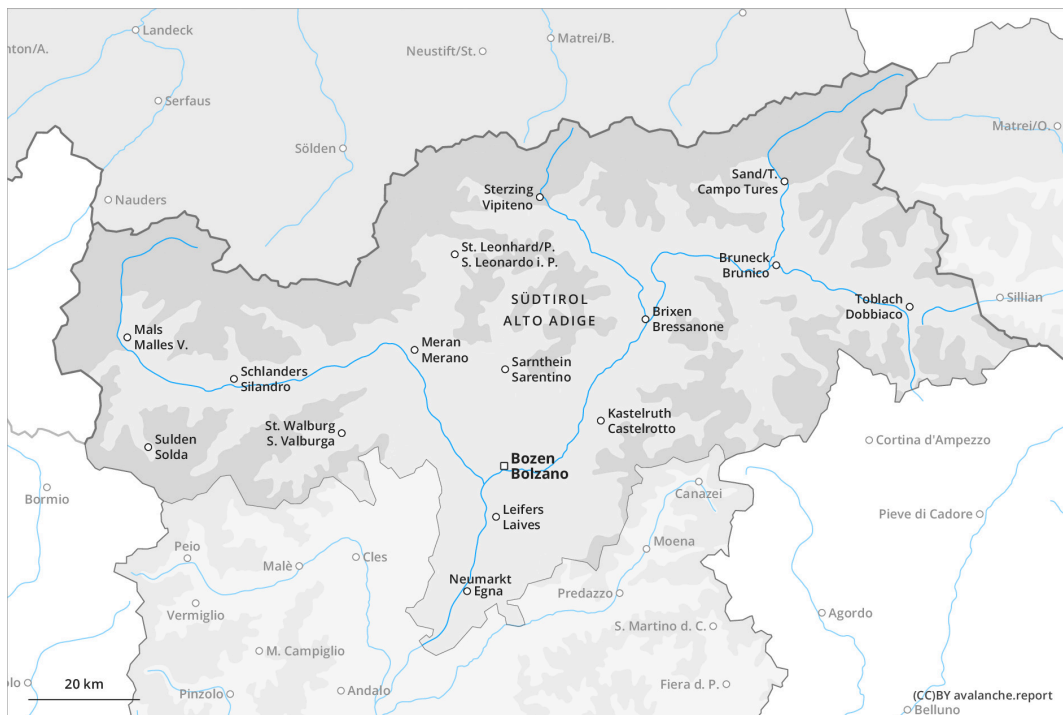 Landeck
nton/A.
Neustift/St.
Matrei/B.
Serfaus
Sölden
Matrei/O.
Nauders
Sterzing
Vipiteno
Sand/T.
Campo Tures
St. Leonhard/P.
S. Leonardo i. P.
Bruneck
Brunico
SÜDTIROL
ALTO ADIGE
Toblach
Dobbiaco
Sillian
Brixen
Bressanone
Mals
Malles V.
Meran
Merano
Sarnthein
Sarentino
Schlanders
Silandro
Kastelruth
Castelrotto
St. Walburg
S. Valburga
Sulden
Solda
Cortina d'Ampezzo
Bozen
Bolzano
Bormio
Canazei
Leifers
Laives
Pieve di Cadore
Moena
Peio
Malè
Cles
Neumarkt
Egna
Predazzo
Vermiglio
Agordo
S. Martino d. C.
M. Campiglio
20 km
olo
Pinzolo
Andalo
Fiera d. P.
(CC)BY avalanche.report
Belluno